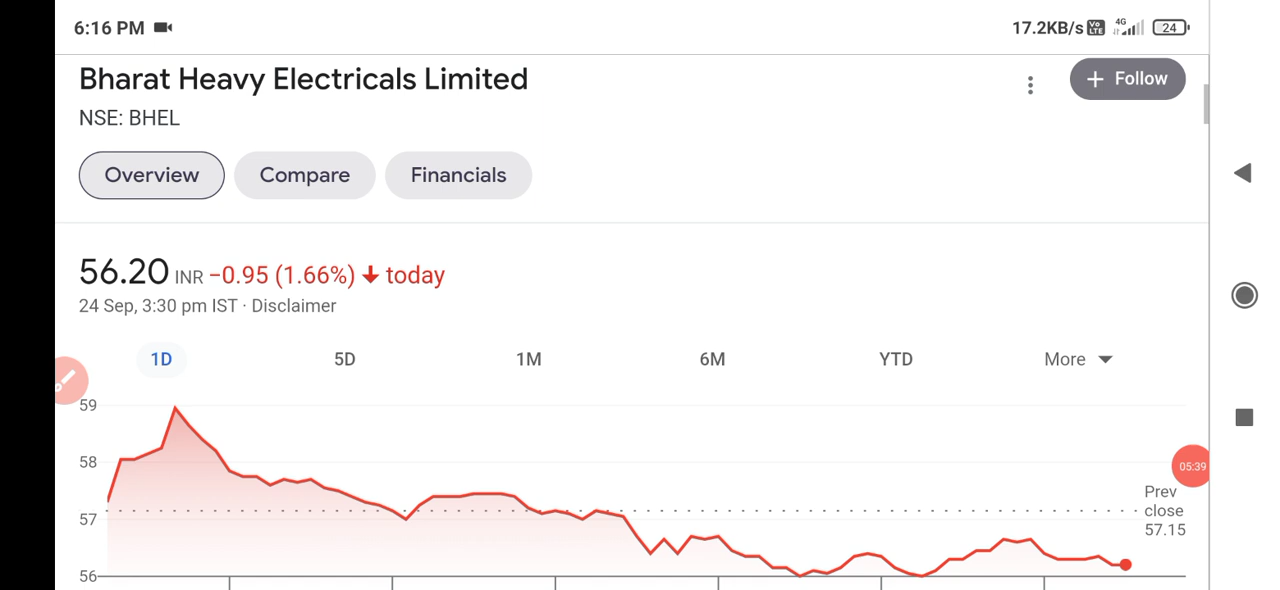 6:16 PM
17.2KB/s Vo LTE 4G 24
Bharat Heavy Electricals Limited
+ Follow
NSE: BHEL
Overview Compare Financials
56.20 INR −0.95 (1.66%) ↓ today
24 Sep, 3:30 pm IST · Disclaimer
1D 5D 1M 6M YTD More
59
58
05:39
57
Prev
close
57.15
56